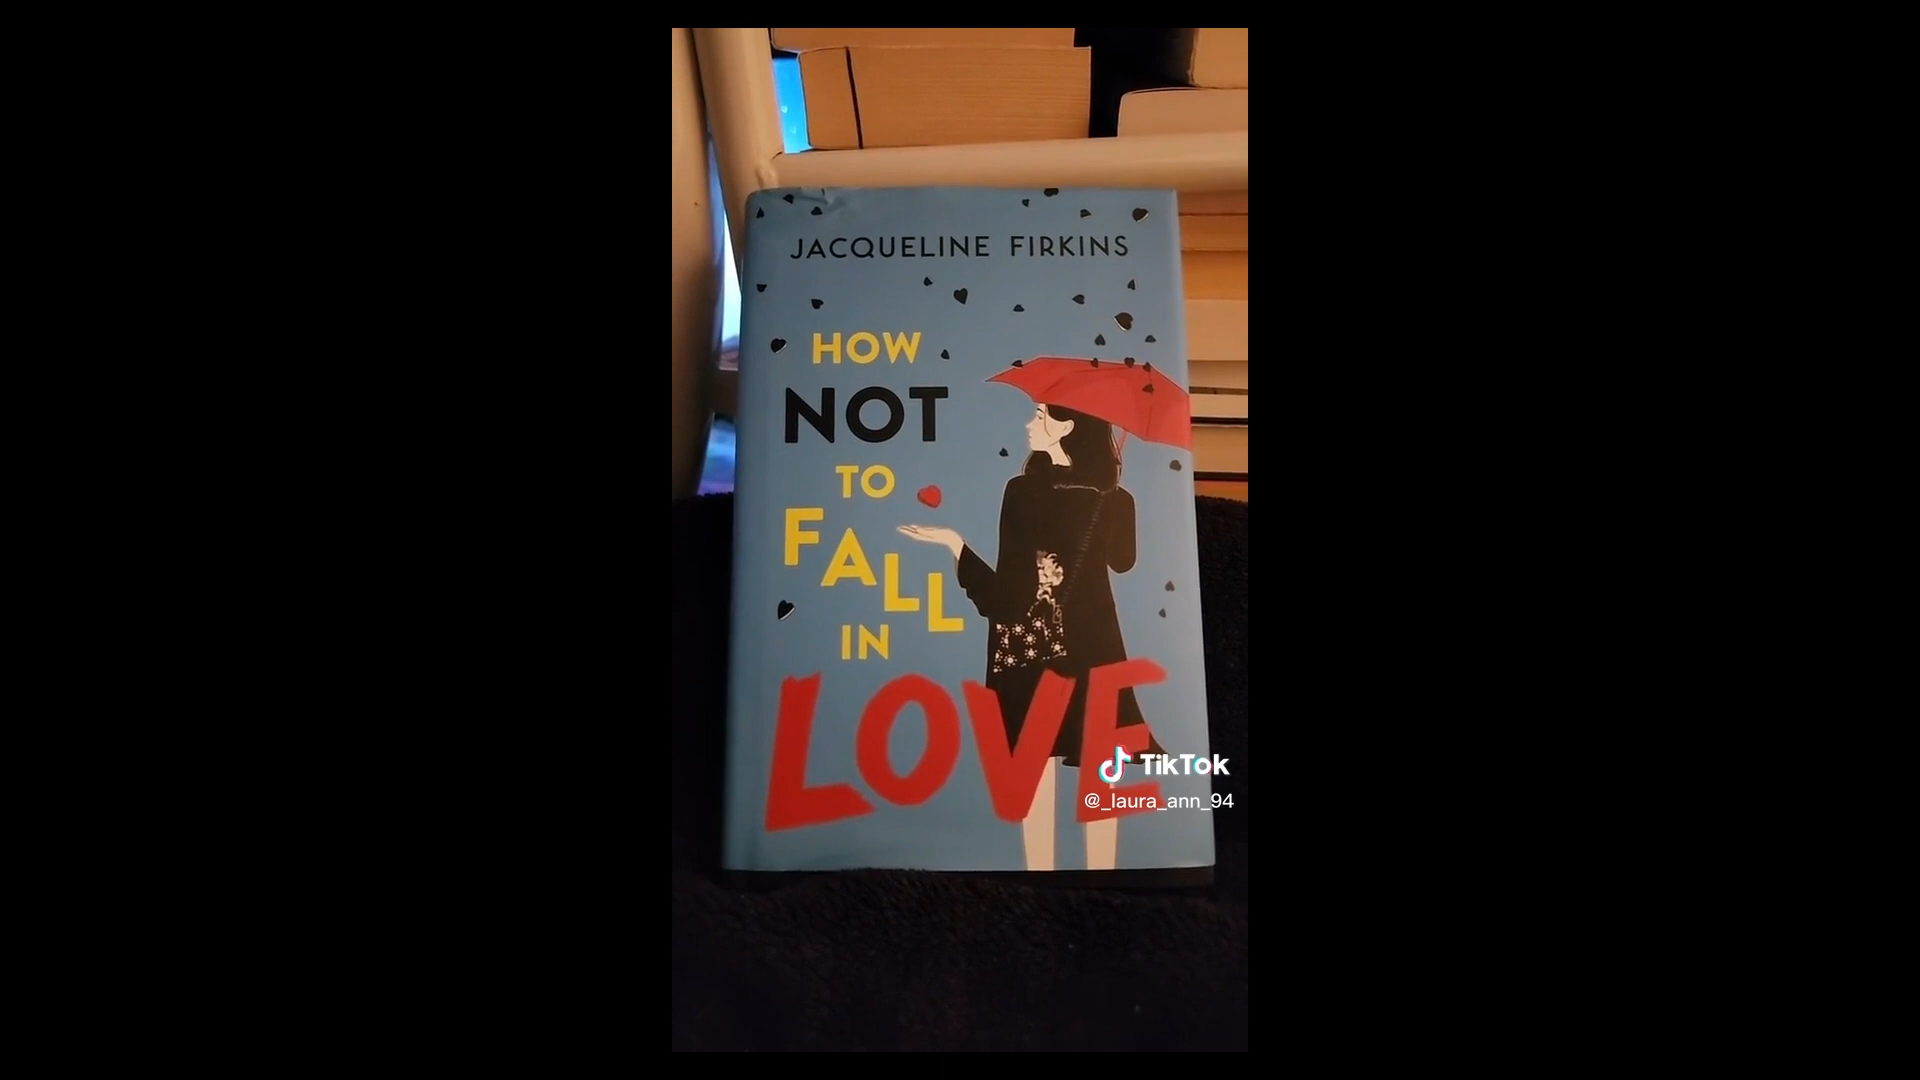 JACQUELINE FIRKINS
HOW
NOT
TO
FALL
IN
LOVE
TikTok
@_laura_ann_94